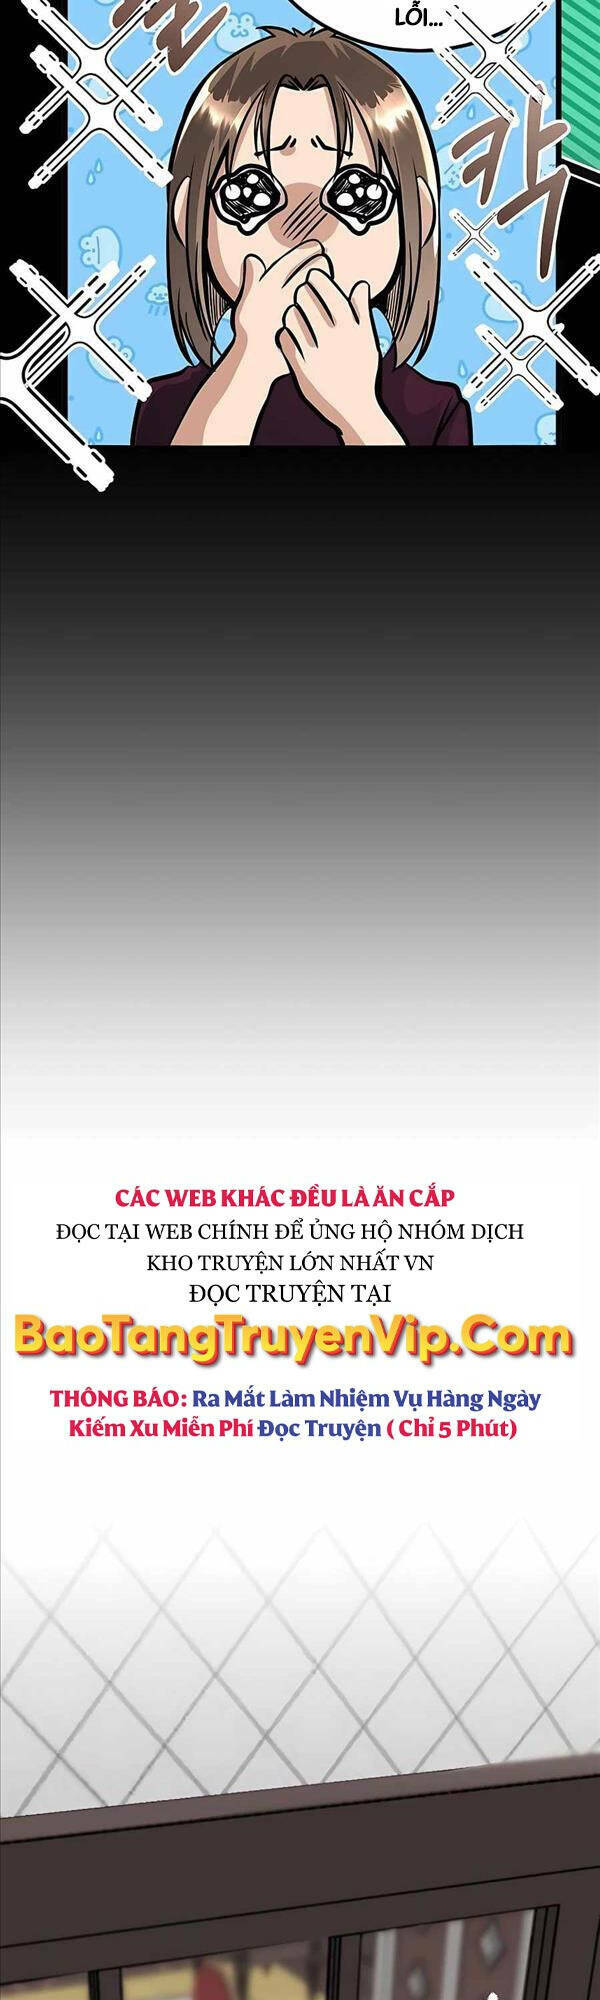 LỖI...
CÁC WEB KHÁC ĐỀU LÀ ĂN CẮP
ĐỌC TẠI WEB CHÍNH ĐỂ ỦNG HỘ NHÓM DỊCH
KHO TRUYỆN LỚN NHẤT VN
ĐỌC TRUYỆN TẠI
BaoTangTruyenVip.Com
THÔNG BÁO: Ra Mắt Làm Nhiệm Vụ Hàng Ngày
Kiếm Xu Miễn Phí Đọc Truyện ( Chỉ 5 Phút)